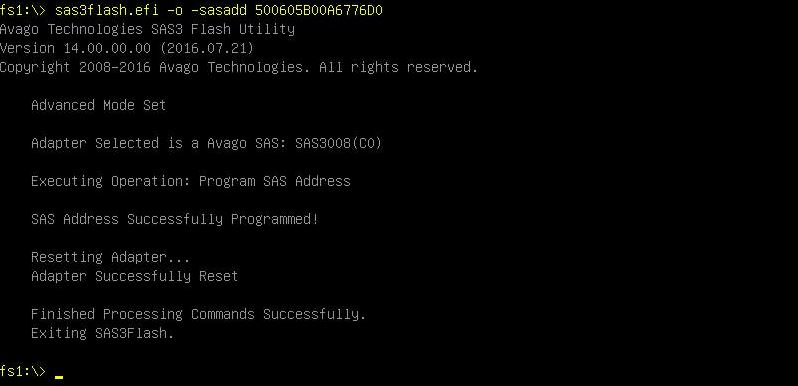 fs1:\> sas3flash.efi -o -sasadd 500605B00A6776D0
Avago Technologies SAS3 Flash Utility
Version 14.00.00.00 (2016.07.21)
Copyright 2008-2016 Avago Technologies. All rights reserved.
Advanced Mode Set
Adapter Selected is a Avago SAS: SAS3008(C0)
Executing Operation: Program SAS Address
SAS Address Successfully Programmed!
Resetting Adapter...
Adapter Successfully Reset
Finished Processing Commands Successfully.
Exiting SAS3Flash.
fs1:\> _